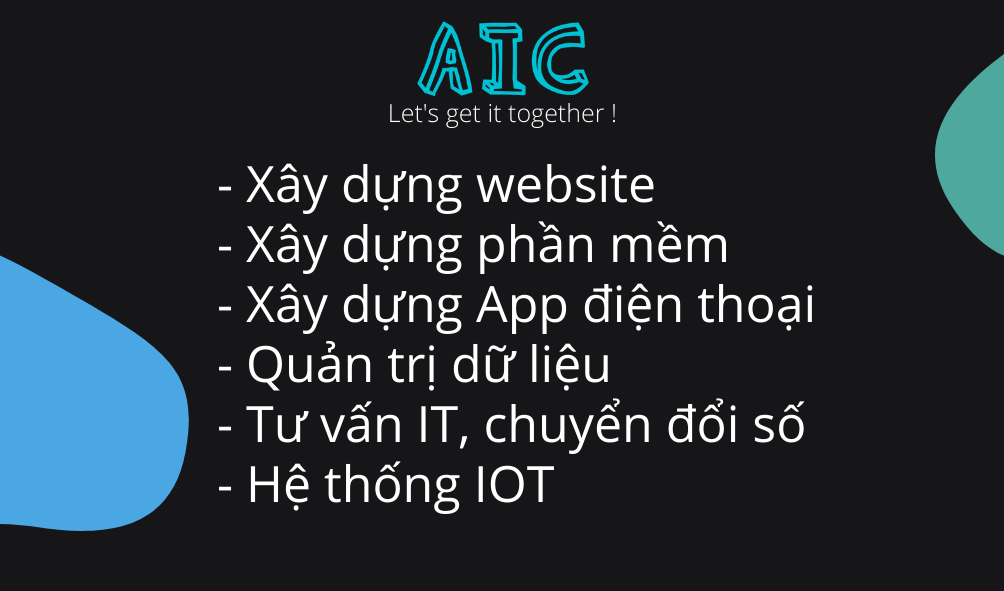 AIC
Let's get it together !
- Xây dựng website
- Xây dựng phần mềm
- Xây dựng App điện thoại
- Quản trị dữ liệu
- Tư vấn IT, chuyển đổi số
- Hệ thống IOT